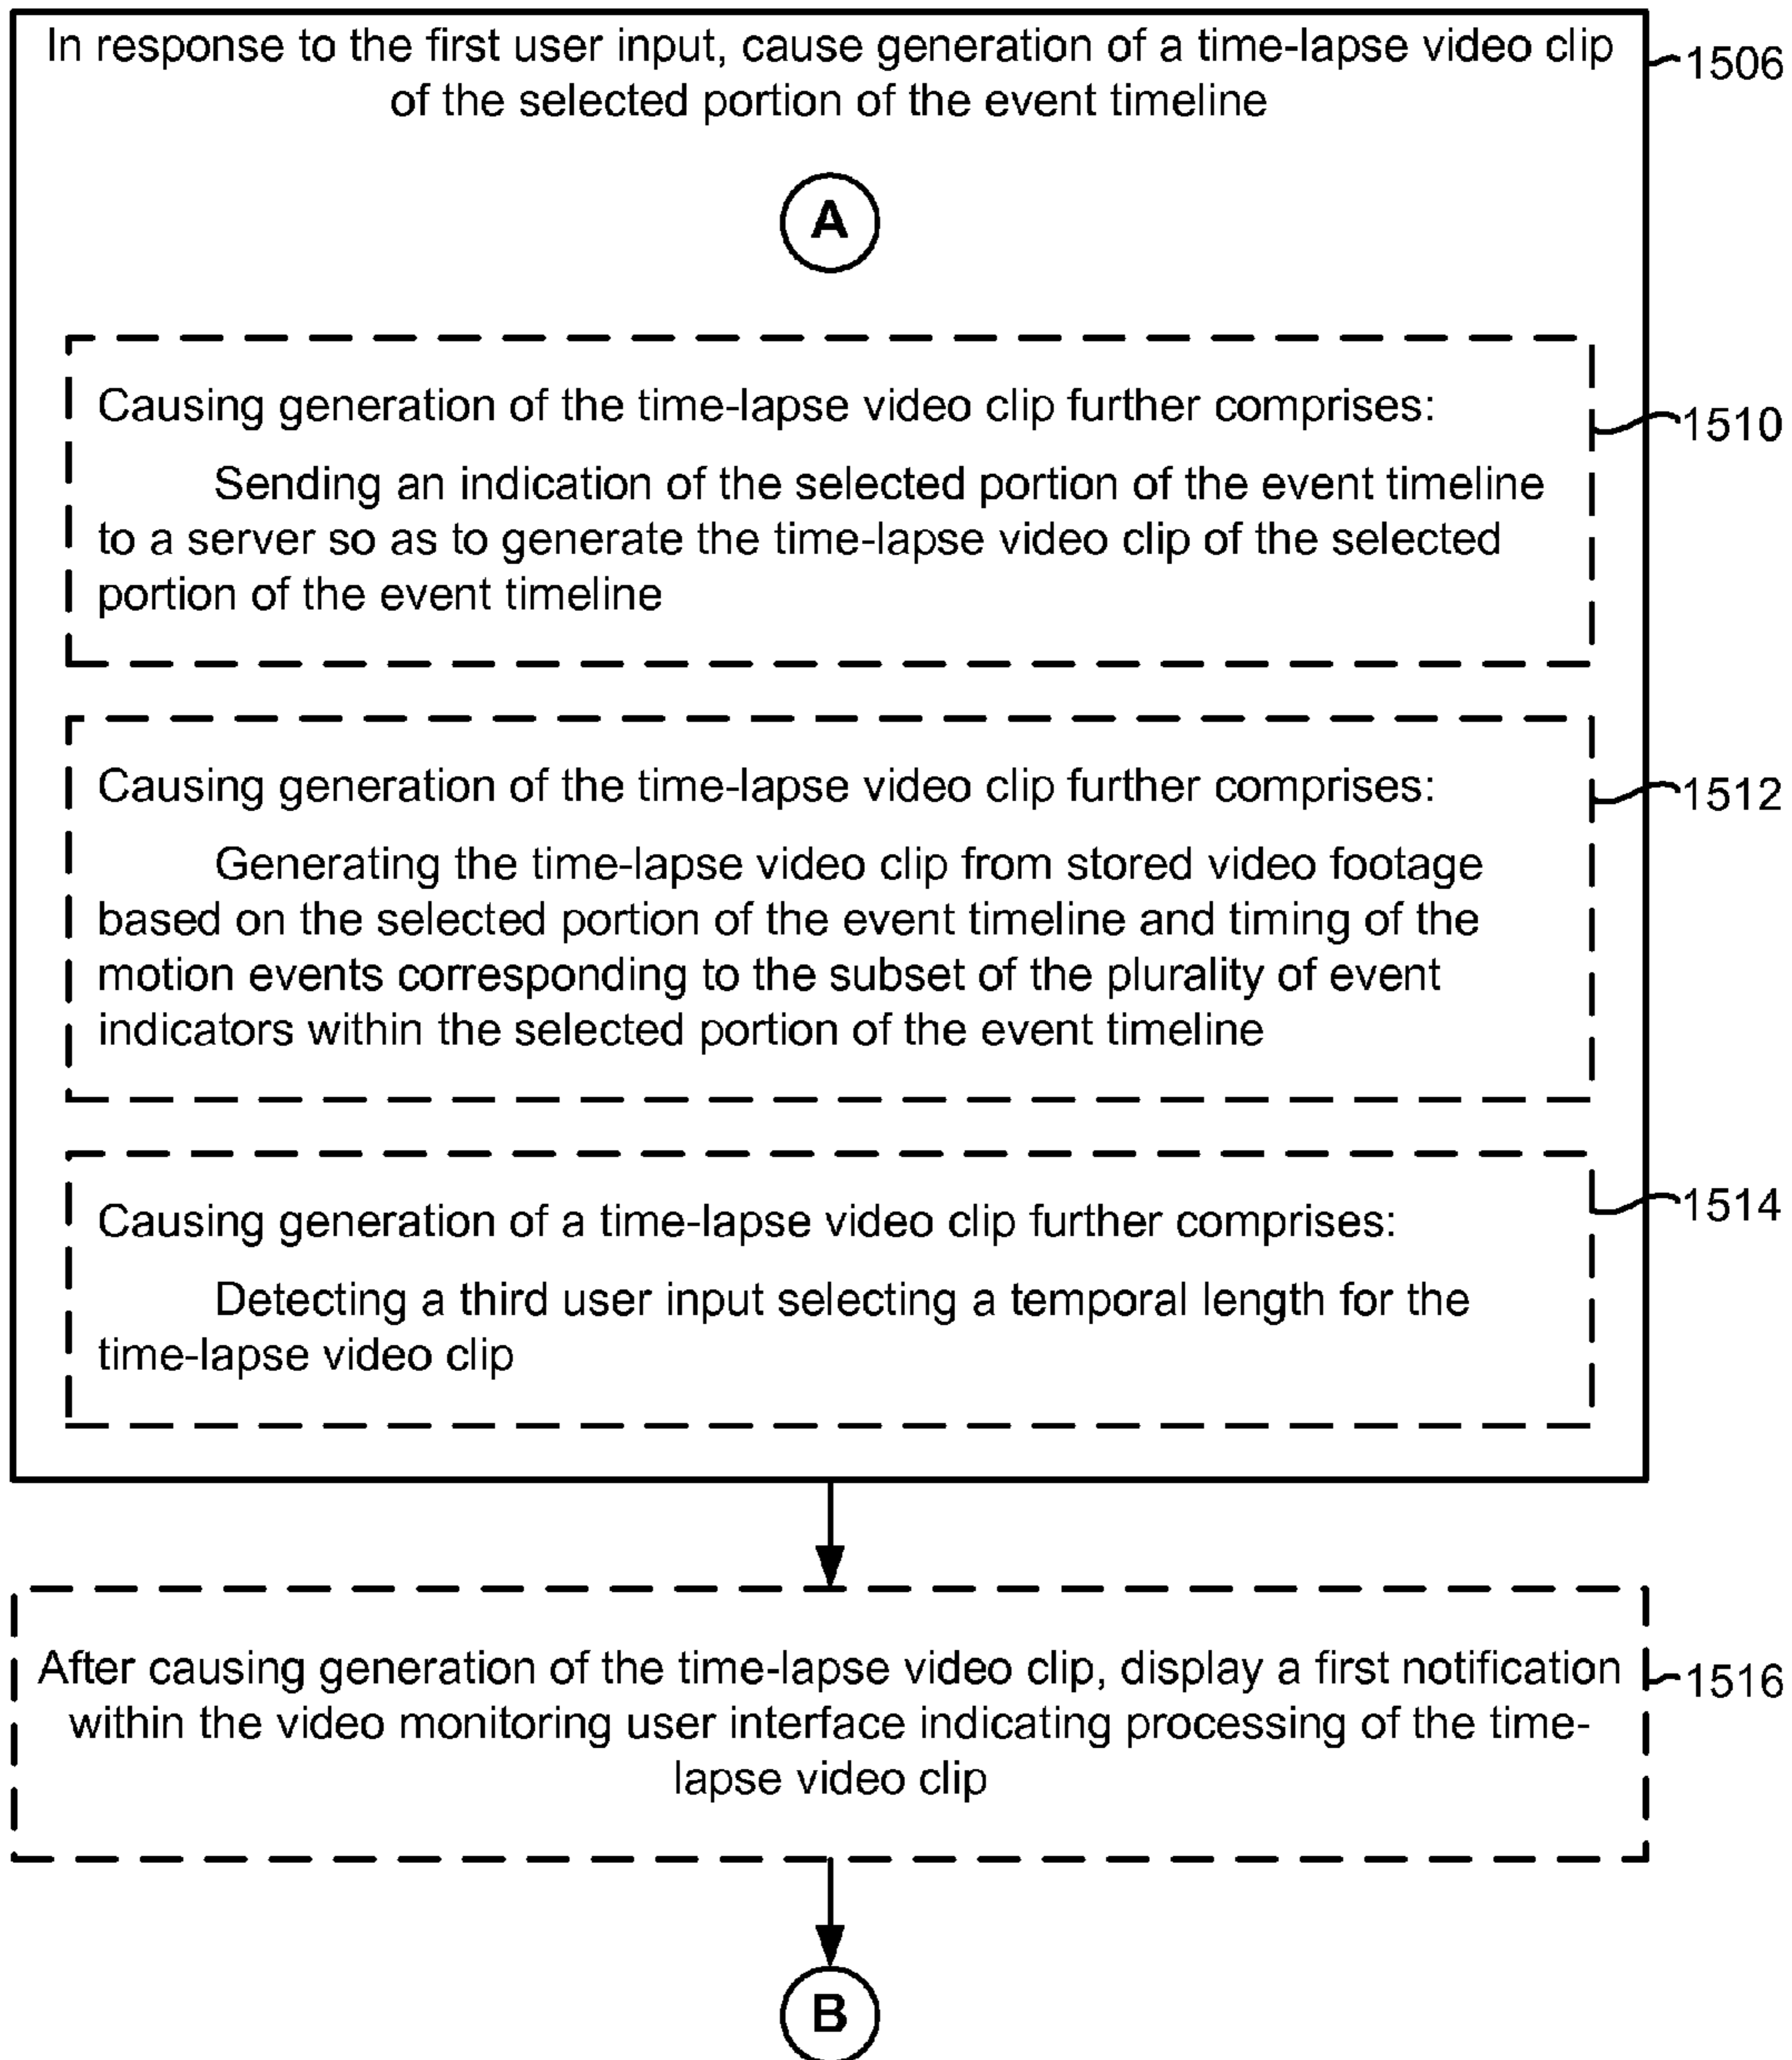 In response to the first user input, cause generation of a time-lapse video clip
of the selected portion of the event timeline
1506
A
Causing generation of the time-lapse video clip further comprises:
1510
Sending an indication of the selected portion of the event timeline
to a server so as to generate the time-lapse video clip of the selected
portion of the event timeline
Causing generation of the time-lapse video clip further comprises:
1512
Generating the time-lapse video clip from stored video footage
based on the selected portion of the event timeline and timing of the
motion events corresponding to the subset of the plurality of event
indicators within the selected portion of the event timeline
Causing generation of a time-lapse video clip further comprises:
1514
Detecting a third user input selecting a temporal length for the
time-lapse video clip
After causing generation of the time-lapse video clip, display a first notification
1516
within the video monitoring user interface indicating processing of the time-
lapse video clip
B